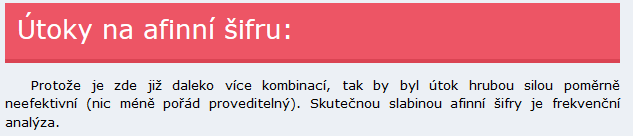 Útoky na afinní šifru:
Protože je zde již daleko více kombinací, tak by byl útok hrubou silou poměrně
neefektivní (nic méně pořád proveditelný). Skutečnou slabinou afinní šifry je frekvenční
analýza.